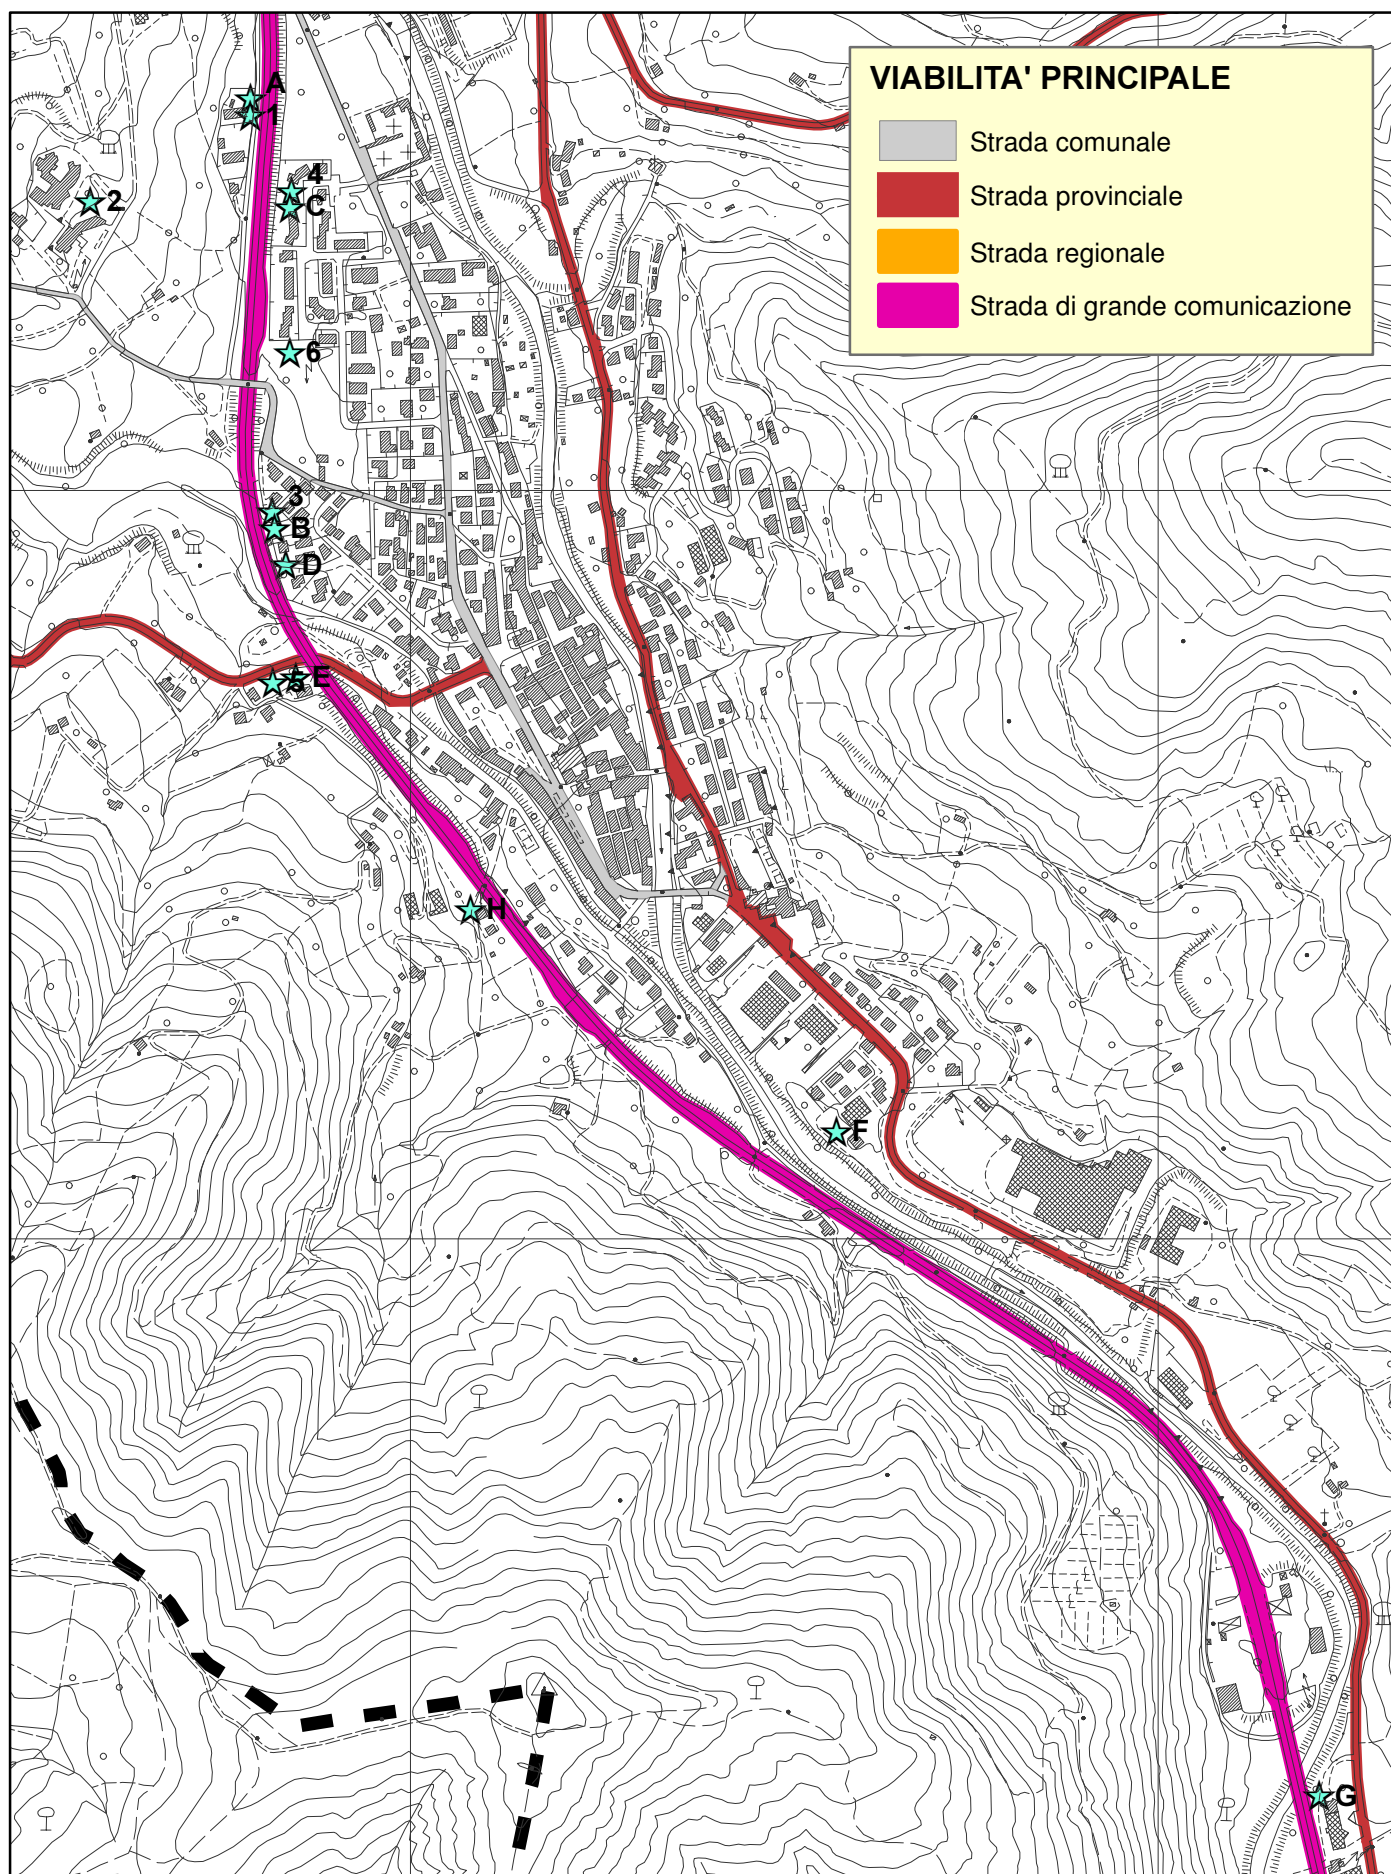 VIABILITA' PRINCIPALE
Strada comunale
Strada provinciale
Strada regionale
Strada di grande comunicazione
A
1
4
2
C
6
3
B
D
5 E
H
F
G